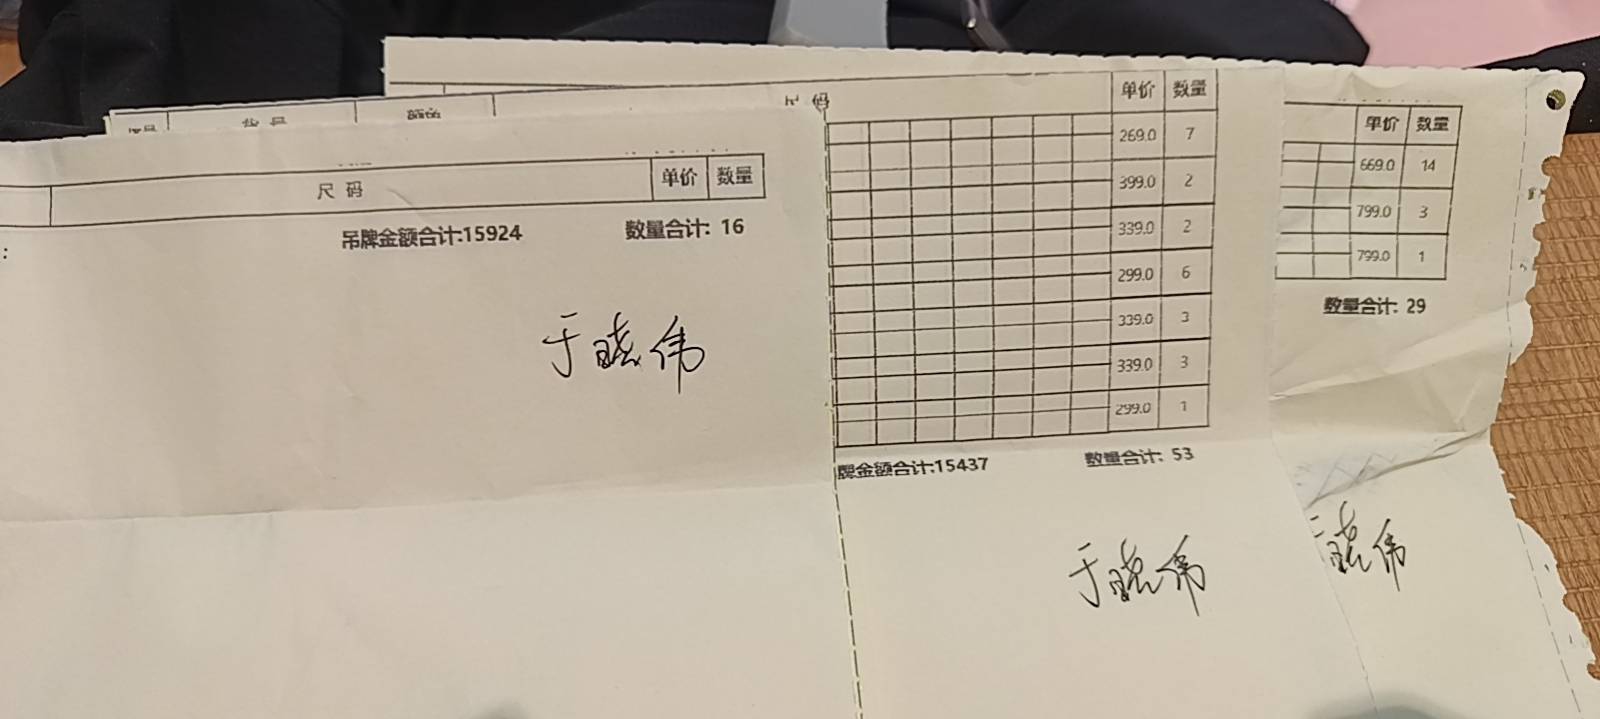 尺 码 单价 数量
吊牌金额合计:15924 数量合计: 16
于晓伟
尺 码 单价 数量
269.0 7
399.0 2
339.0 2
299.0 6
339.0 3
339.0 3
299.0 1
牌金额合计:15437 数量合计: 53
于晓伟
单价 数量
669.0 14
799.0 3
799.0 1
数量合计: 29
晓伟